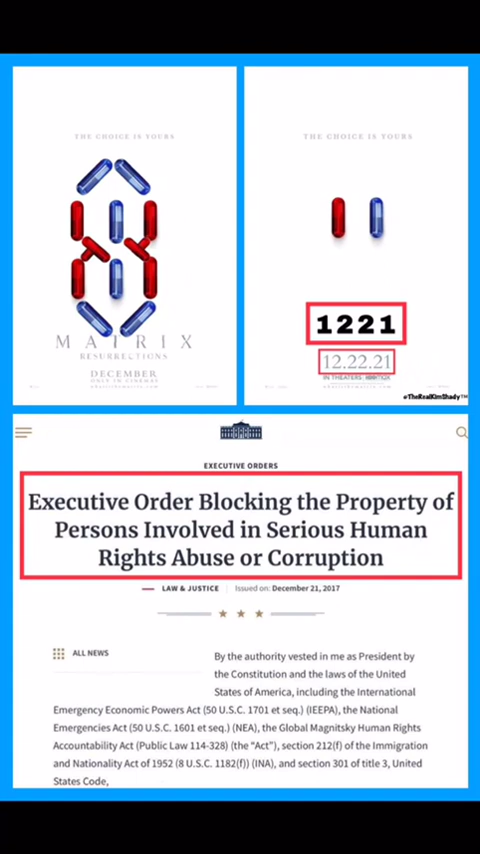 THE CHOICE IS YOURS
MATRIX
RESURRECTIONS
DECEMBER
ONLY IN CINEMAS
THE CHOICE IS YOURS
1221
12.22.21
IN THEATERS
@TheRealKimShady™
EXECUTIVE ORDERS
Executive Order Blocking the Property of
Persons Involved in Serious Human
Rights Abuse or Corruption
LAW & JUSTICE
Issued on: December 21, 2017
ALL NEWS
By the authority vested in me as President by
the Constitution and the laws of the United
States of America, including the International
Emergency Economic Powers Act (50 U.S.C. 1701 et seq.) (IEEPA), the National
Emergencies Act (50 U.S.C. 1601 et seq.) (NEA), the Global Magnitsky Human Rights
Accountability Act (Public Law 114-328) (the “Act”), section 212(f) of the Immigration
and Nationality Act of 1952 (8 U.S.C. 1182(f)) (INA), and section 301 of title 3, United
States Code,